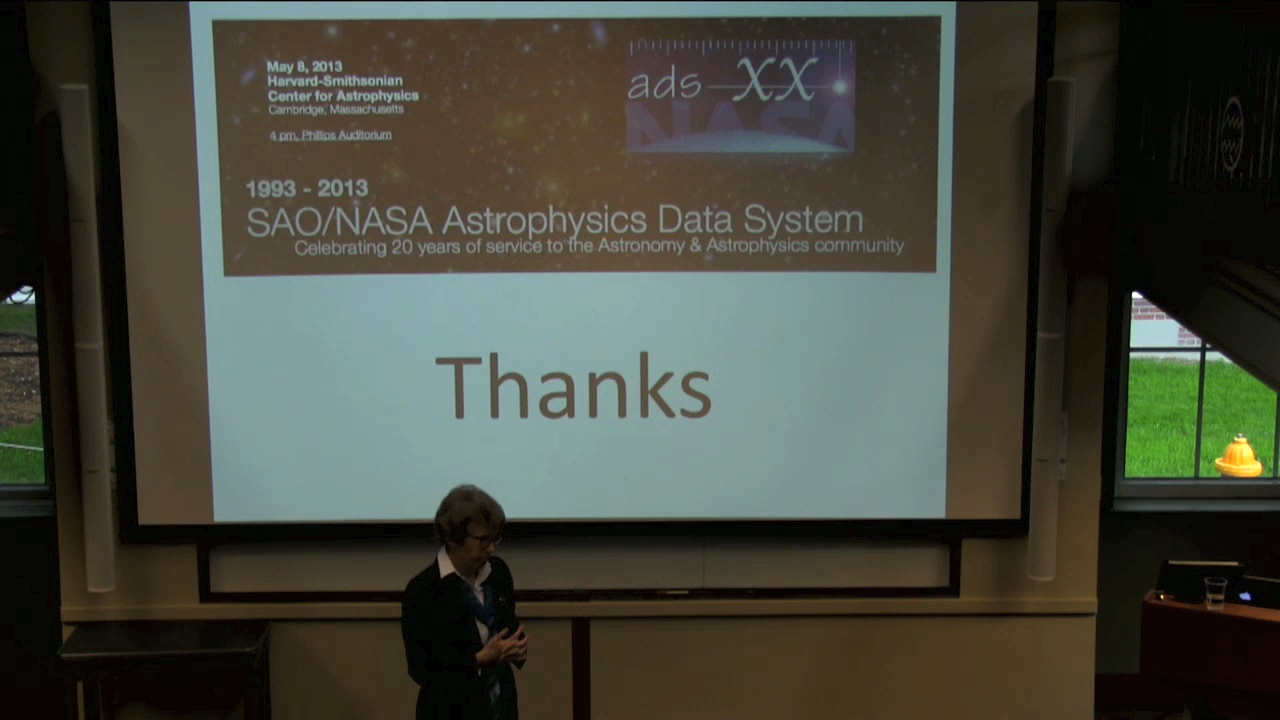 May 8, 2013
Harvard-Smithsonian
Center for Astrophysics
Cambridge, Massachusetts
4 pm, Phillips Auditorium
ads XX
NASA
1993 - 2013
SAO/NASA Astrophysics Data System
Celebrating 20 years of service to the Astronomy & Astrophysics community
Thanks